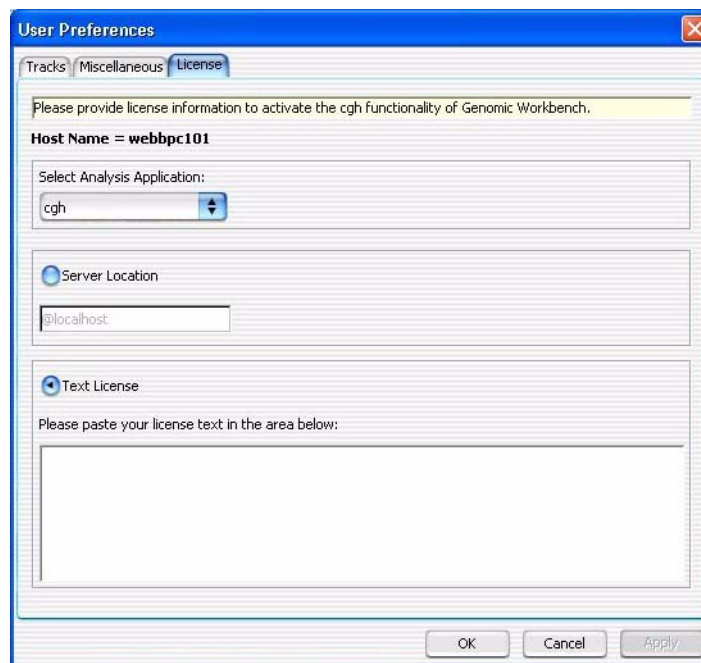 User Preferences
Tracks Miscellaneous License
Please provide license information to activate the cgh functionality of Genomic Workbench.
Host Name = webbpc101
Select Analysis Application:
cgh
Server Location
@localhost
Text License
Please paste your license text in the area below:
OK Cancel Apply